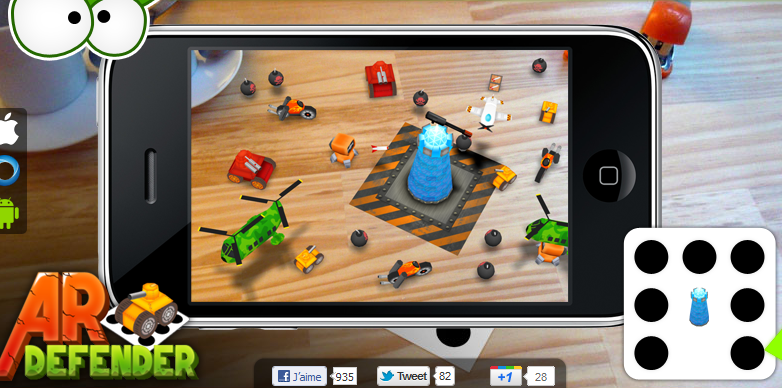 AR
DEFENDER
J'aime 935
Tweet 82
+1 28